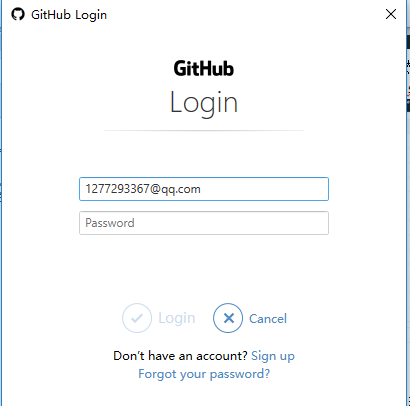 GitHub Login
GitHub
Login
1277293367@qq.com
Password
Login Cancel
Don't have an account? Sign up
Forgot your password?